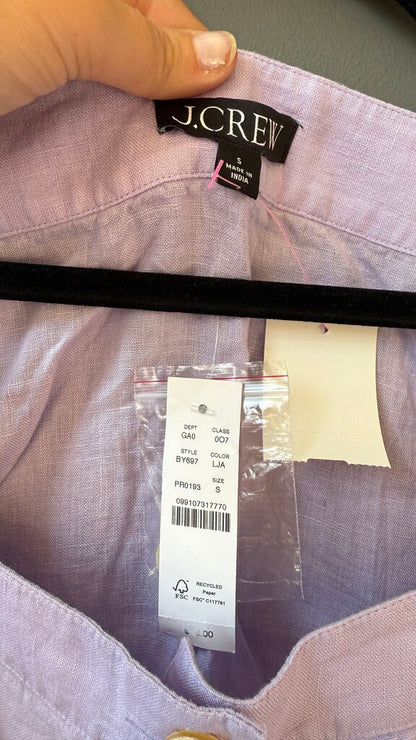 J.CREW
S
MADE IN
INDIA
DEPT CLASS
GA0 007
STYLE COLOR
BY697 LJA
SIZE
PR0193 S
099107317770
FSC
RECYCLED
Paper
FSC® C117781
.00